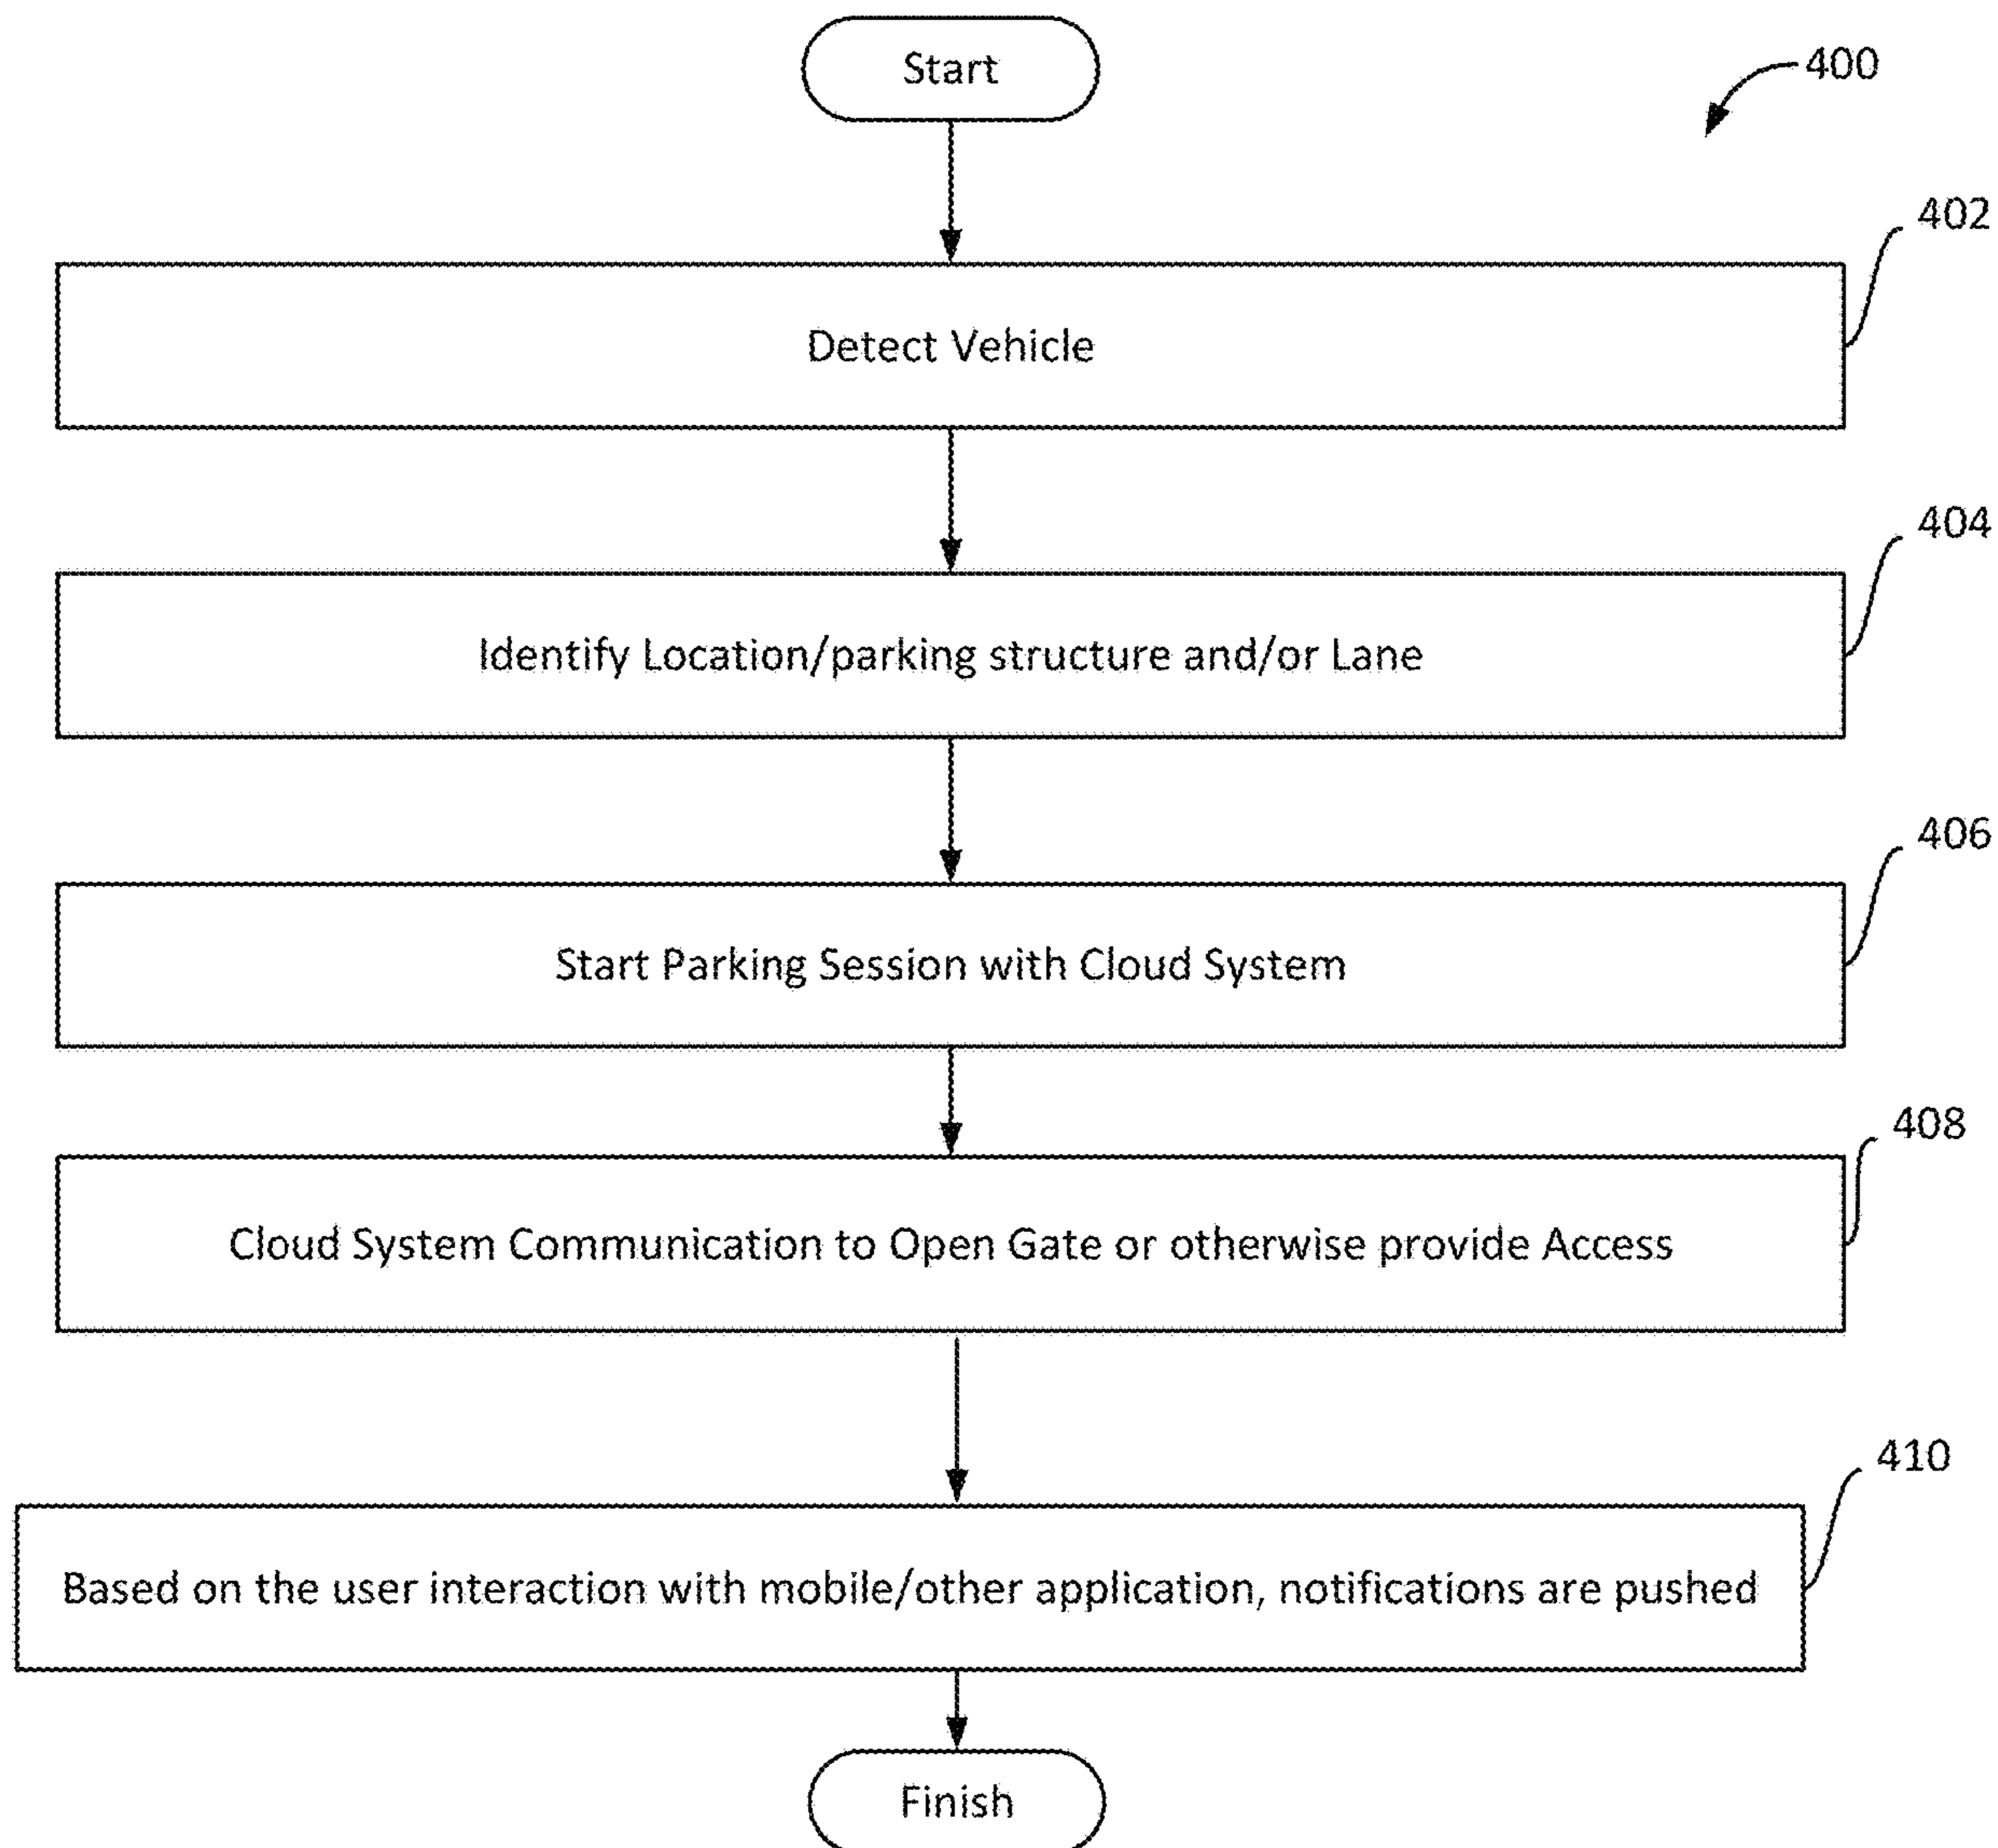 Start
400
402
Detect Vehicle
404
Identify Location/parking structure and/or Lane
406
Start Parking Session with Cloud System
408
Cloud System Communication to Open Gate or otherwise provide Access
410
Based on the user interaction with mobile/other application, notifications are pushed
Finish